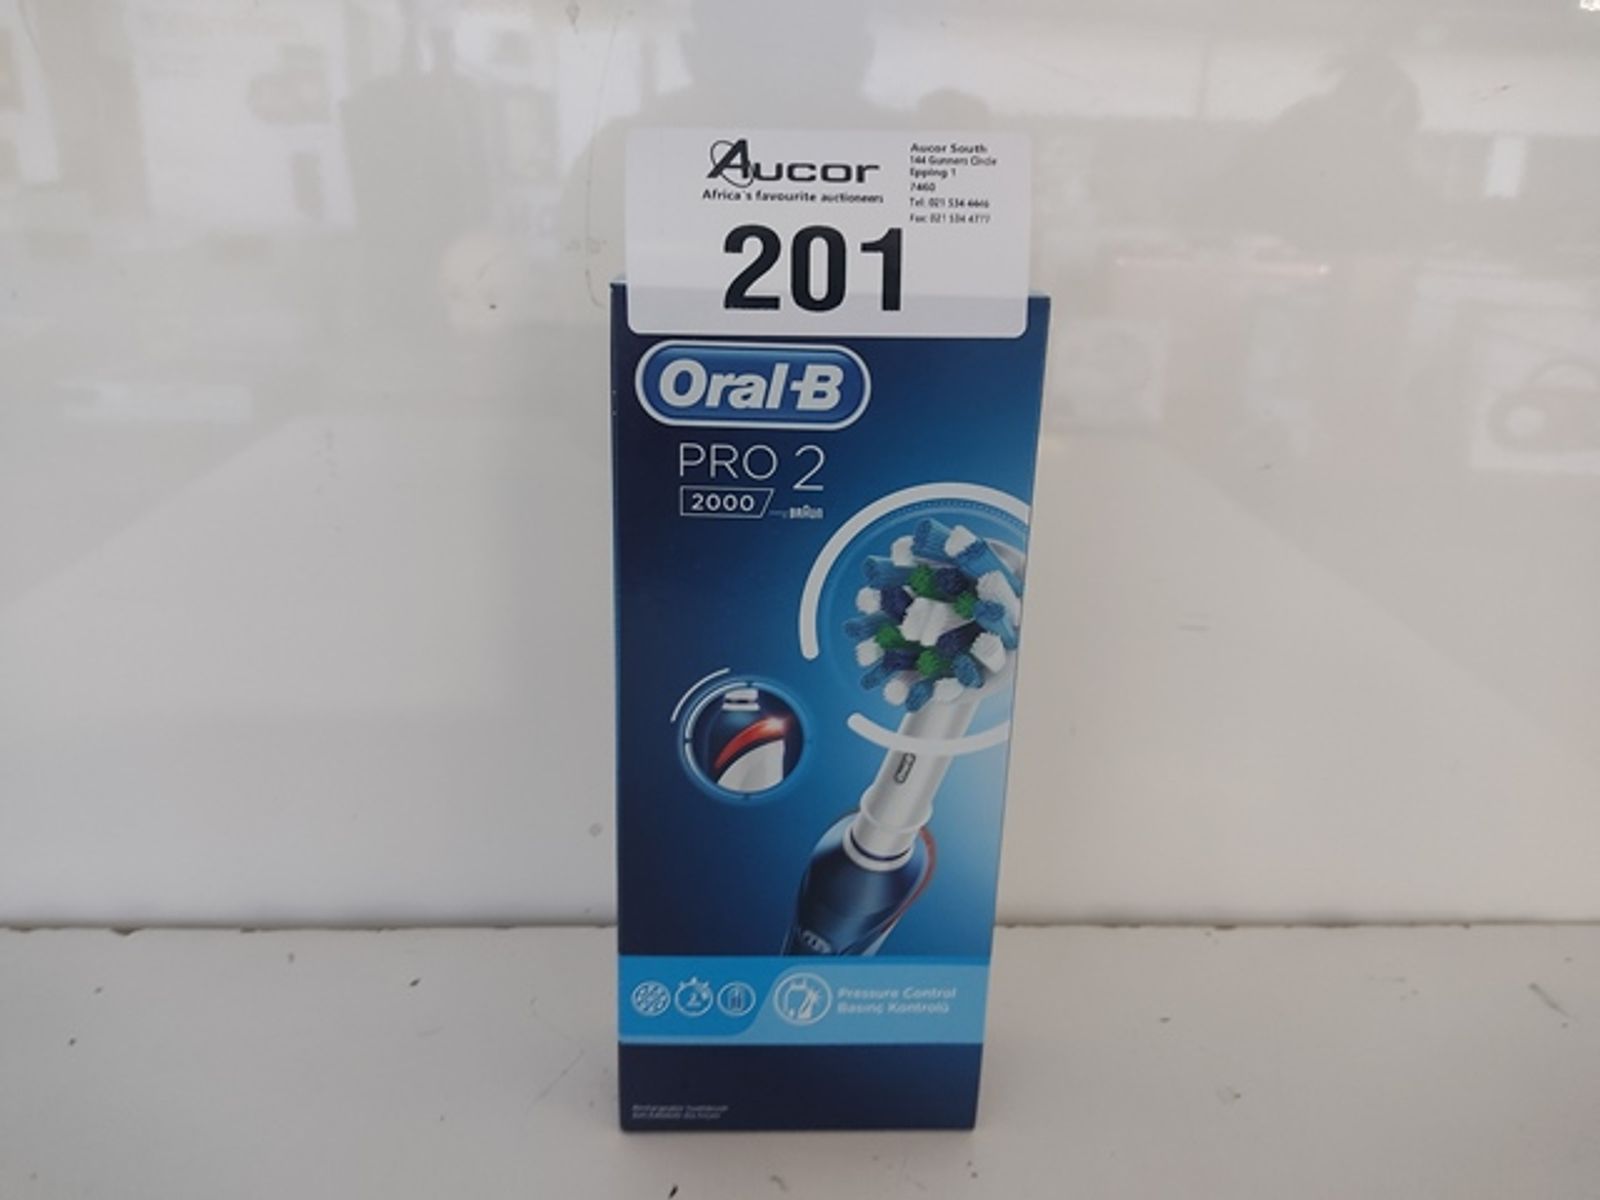 Aucor
Africa's favourite auctioneers
Aucor South
144 Gunners Circle
Epping 1
7460
Tel: 021 534 4446
Fax: 021 534 4777
201
Oral-B
PRO 2
2000
BRAUN
Pressure Control
Basınç Kontrolü